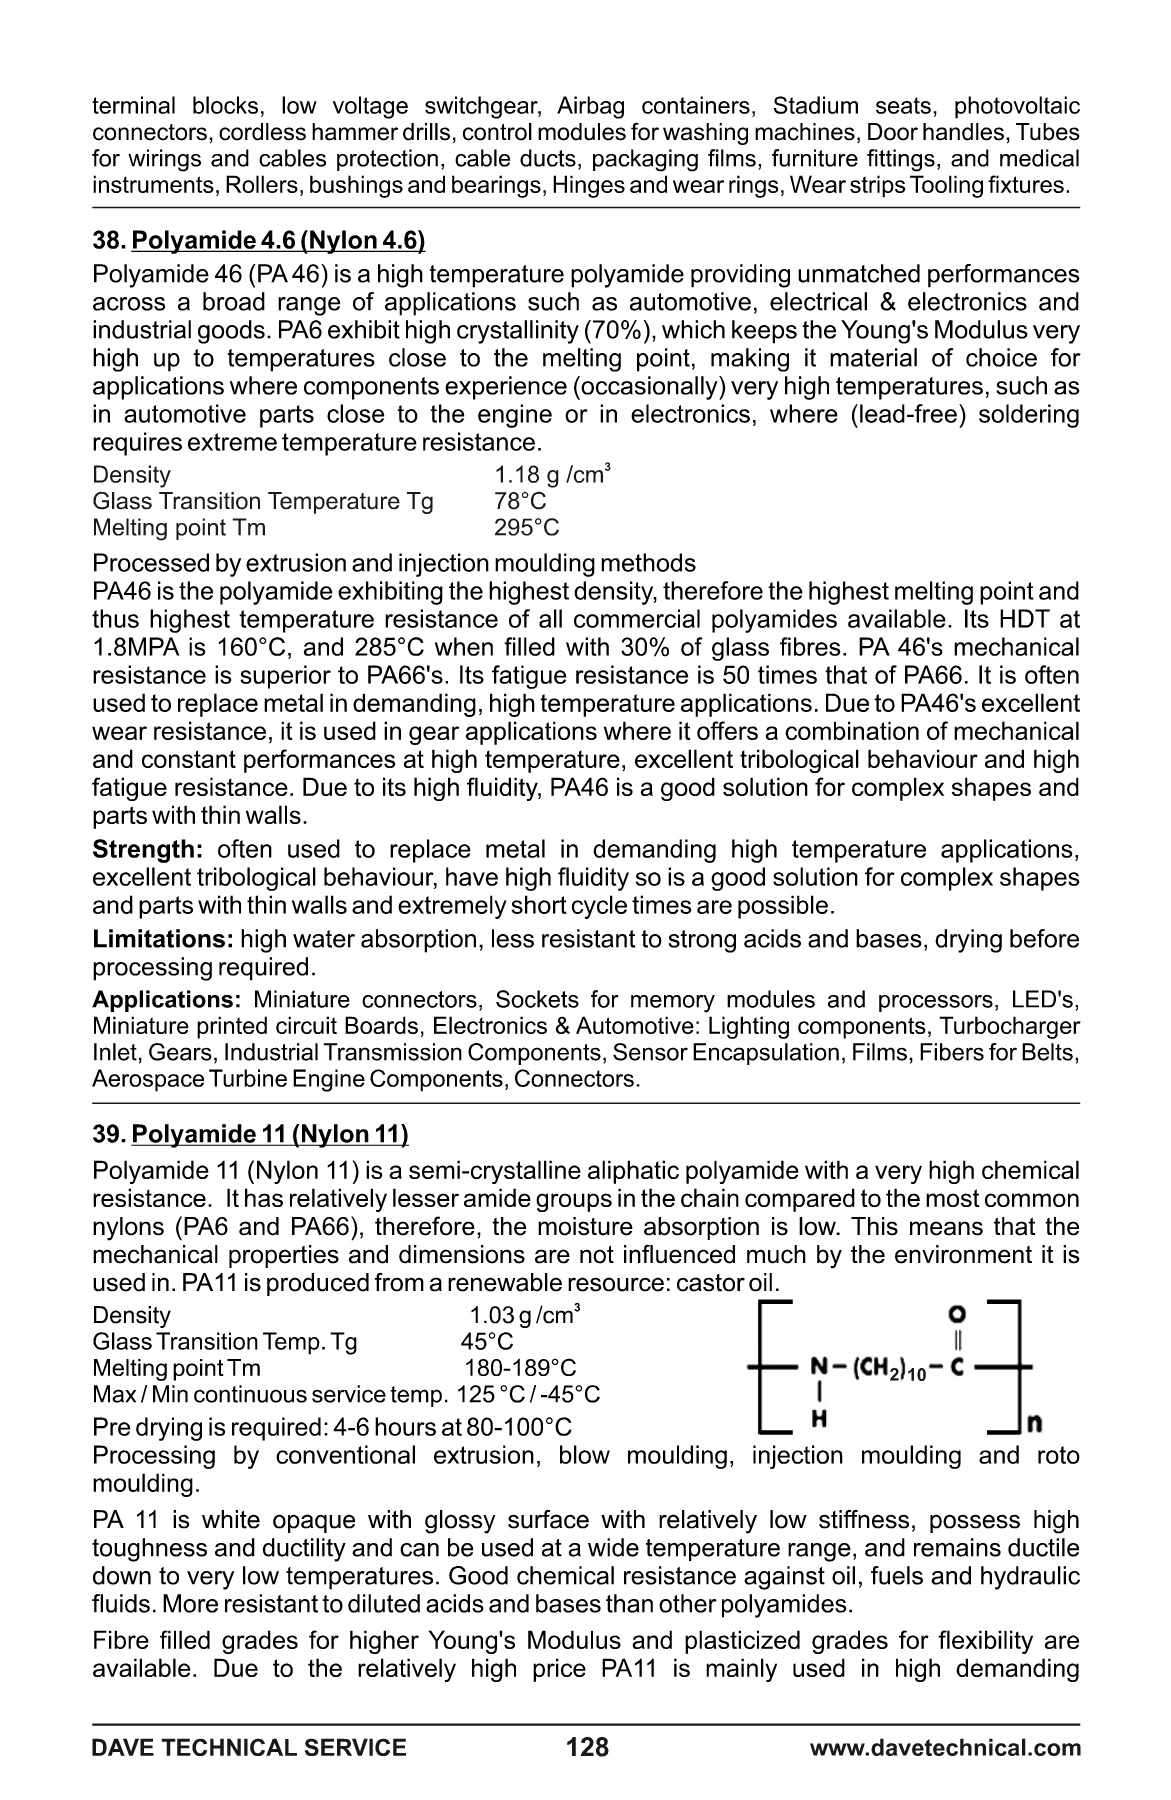 terminal blocks, low voltage switchgear, Airbag containers, Stadium seats, photovoltaic
connectors, cordless hammer drills, control modules for washing machines, Door handles, Tubes
for wirings and cables protection, cable ducts, packaging films, furniture fittings, and medical
instruments, Rollers, bushings and bearings, Hinges and wear rings, Wear strips Tooling fixtures.
38. Polyamide 4.6 (Nylon 4.6)
Polyamide 46 (PA 46) is a high temperature polyamide providing unmatched performances
across a broad range of applications such as automotive, electrical & electronics and
industrial goods. PA6 exhibit high crystallinity (70%), which keeps the Young's Modulus very
high up to temperatures close to the melting point, making it material of choice for
applications where components experience (occasionally) very high temperatures, such as
in automotive parts close to the engine or in electronics, where (lead-free) soldering
requires extreme temperature resistance.
Density 1.18 g /cm³
Glass Transition Temperature Tg 78°C
Melting point Tm 295°C
Processed by extrusion and injection moulding methods
PA46 is the polyamide exhibiting the highest density, therefore the highest melting point and
thus highest temperature resistance of all commercial polyamides available. Its HDT at
1.8MPA is 160°C, and 285°C when filled with 30% of glass fibres. PA 46's mechanical
resistance is superior to PA66's. Its fatigue resistance is 50 times that of PA66. It is often
used to replace metal in demanding, high temperature applications. Due to PA46's excellent
wear resistance, it is used in gear applications where it offers a combination of mechanical
and constant performances at high temperature, excellent tribological behaviour and high
fatigue resistance. Due to its high fluidity, PA46 is a good solution for complex shapes and
parts with thin walls.
Strength: often used to replace metal in demanding high temperature applications,
excellent tribological behaviour, have high fluidity so is a good solution for complex shapes
and parts with thin walls and extremely short cycle times are possible.
Limitations: high water absorption, less resistant to strong acids and bases, drying before
processing required.
Applications: Miniature connectors, Sockets for memory modules and processors, LED's,
Miniature printed circuit Boards, Electronics & Automotive: Lighting components, Turbocharger
Inlet, Gears, Industrial Transmission Components, Sensor Encapsulation, Films, Fibers for Belts,
Aerospace Turbine Engine Components, Connectors.
39. Polyamide 11 (Nylon 11)
Polyamide 11 (Nylon 11) is a semi-crystalline aliphatic polyamide with a very high chemical
resistance. It has relatively lesser amide groups in the chain compared to the most common
nylons (PA6 and PA66), therefore, the moisture absorption is low. This means that the
mechanical properties and dimensions are not influenced much by the environment it is
used in. PA11 is produced from a renewable resource: castor oil.
Density 1.03 g /cm³
Glass Transition Temp. Tg 45°C
Melting point Tm 180-189°C
Max / Min continuous service temp. 125 °C / -45°C
O
N – (CH₂)₁₀ – C
H
n
Pre drying is required: 4-6 hours at 80-100°C
Processing by conventional extrusion, blow moulding, injection moulding and roto
moulding.
PA 11 is white opaque with glossy surface with relatively low stiffness, possess high
toughness and ductility and can be used at a wide temperature range, and remains ductile
down to very low temperatures. Good chemical resistance against oil, fuels and hydraulic
fluids. More resistant to diluted acids and bases than other polyamides.
Fibre filled grades for higher Young's Modulus and plasticized grades for flexibility are
available. Due to the relatively high price PA11 is mainly used in high demanding
DAVE TECHNICAL SERVICE 128 www.davetechnical.com